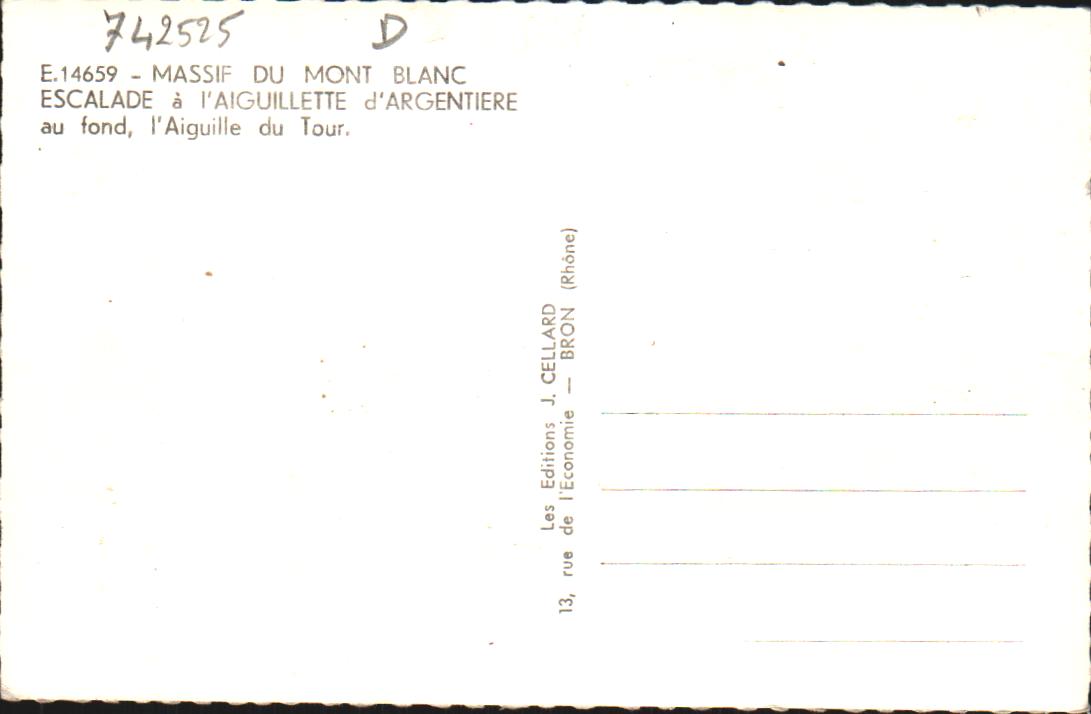 742525 D
E.14659 - MASSIF DU MONT BLANC
ESCALADE à l'AIGUILLETTE d'ARGENTIERE
au fond, l'Aiguille du Tour.
Les Editions J. CELLARD
13, rue de l'Economie — BRON (Rhône)